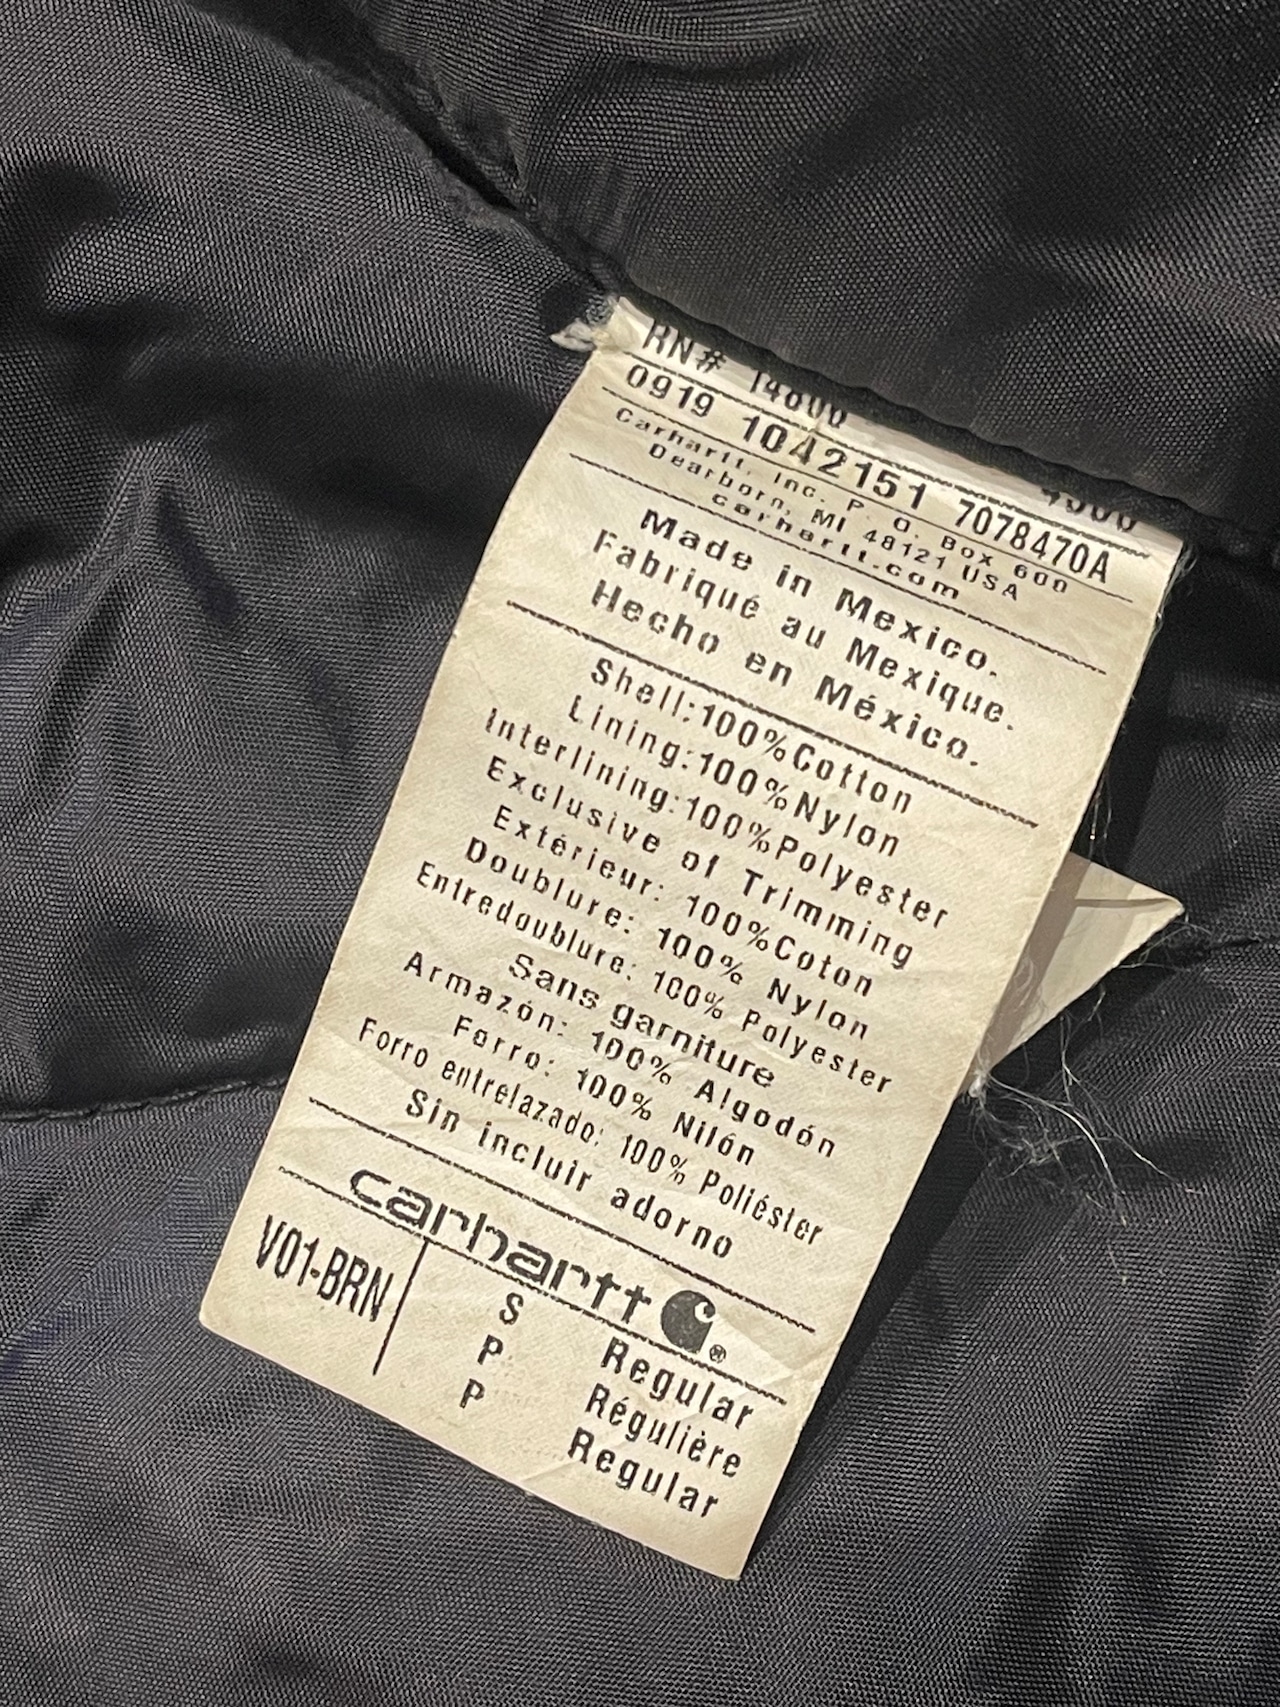 RN# 14806
0919 1042151 7078470A
Carhartt, Inc. P. O. Box 600
Dearborn, MI 48121 USA
carhartt.com
Made in Mexico.
Fabriqué au Mexique.
Hecho en México.
Shell:100%Cotton
Lining:100%Nylon
Interlining:100%Polyester
Exclusive of Trimming
Extérieur: 100%Coton
Doublure: 100% Nylon
Entredoublure: 100% Polyester
Sans garniture
Armazón: 100% Algodón
Forro: 100% Nilón
Forro entrelazado: 100% Poliéster
Sin incluir adorno
carhartt ®
V01-BRN
S Regular
P Régulière
P Regular